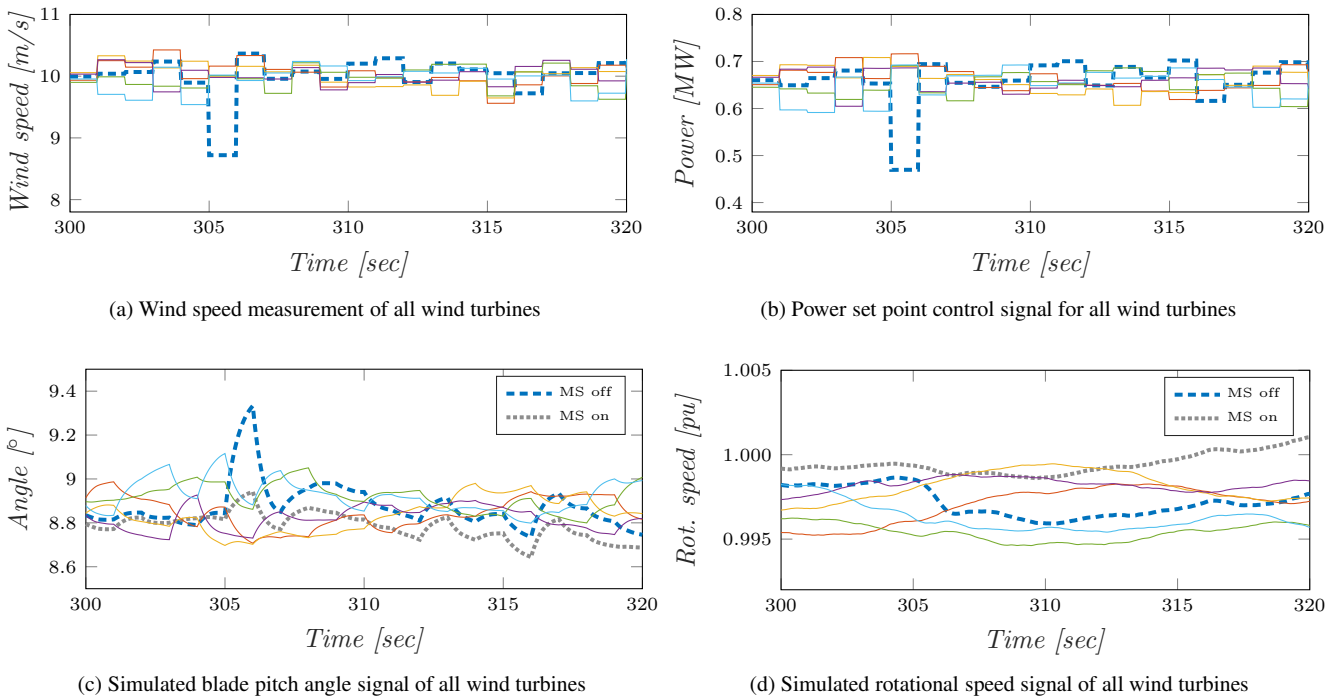 Wind speed [m/s]
11
10
9
8
300
305
310
315
320
Time [sec]
(a) Wind speed measurement of all wind turbines
Power [MW]
0.8
0.7
0.6
0.5
0.4
300
305
310
315
320
Time [sec]
(b) Power set point control signal for all wind turbines
Angle [°]
9.4
9.2
9
8.8
8.6
MS off
MS on
300
305
310
315
320
Time [sec]
(c) Simulated blade pitch angle signal of all wind turbines
Rot. speed [pu]
1.005
1.000
0.995
MS off
MS on
300
305
310
315
320
Time [sec]
(d) Simulated rotational speed signal of all wind turbines